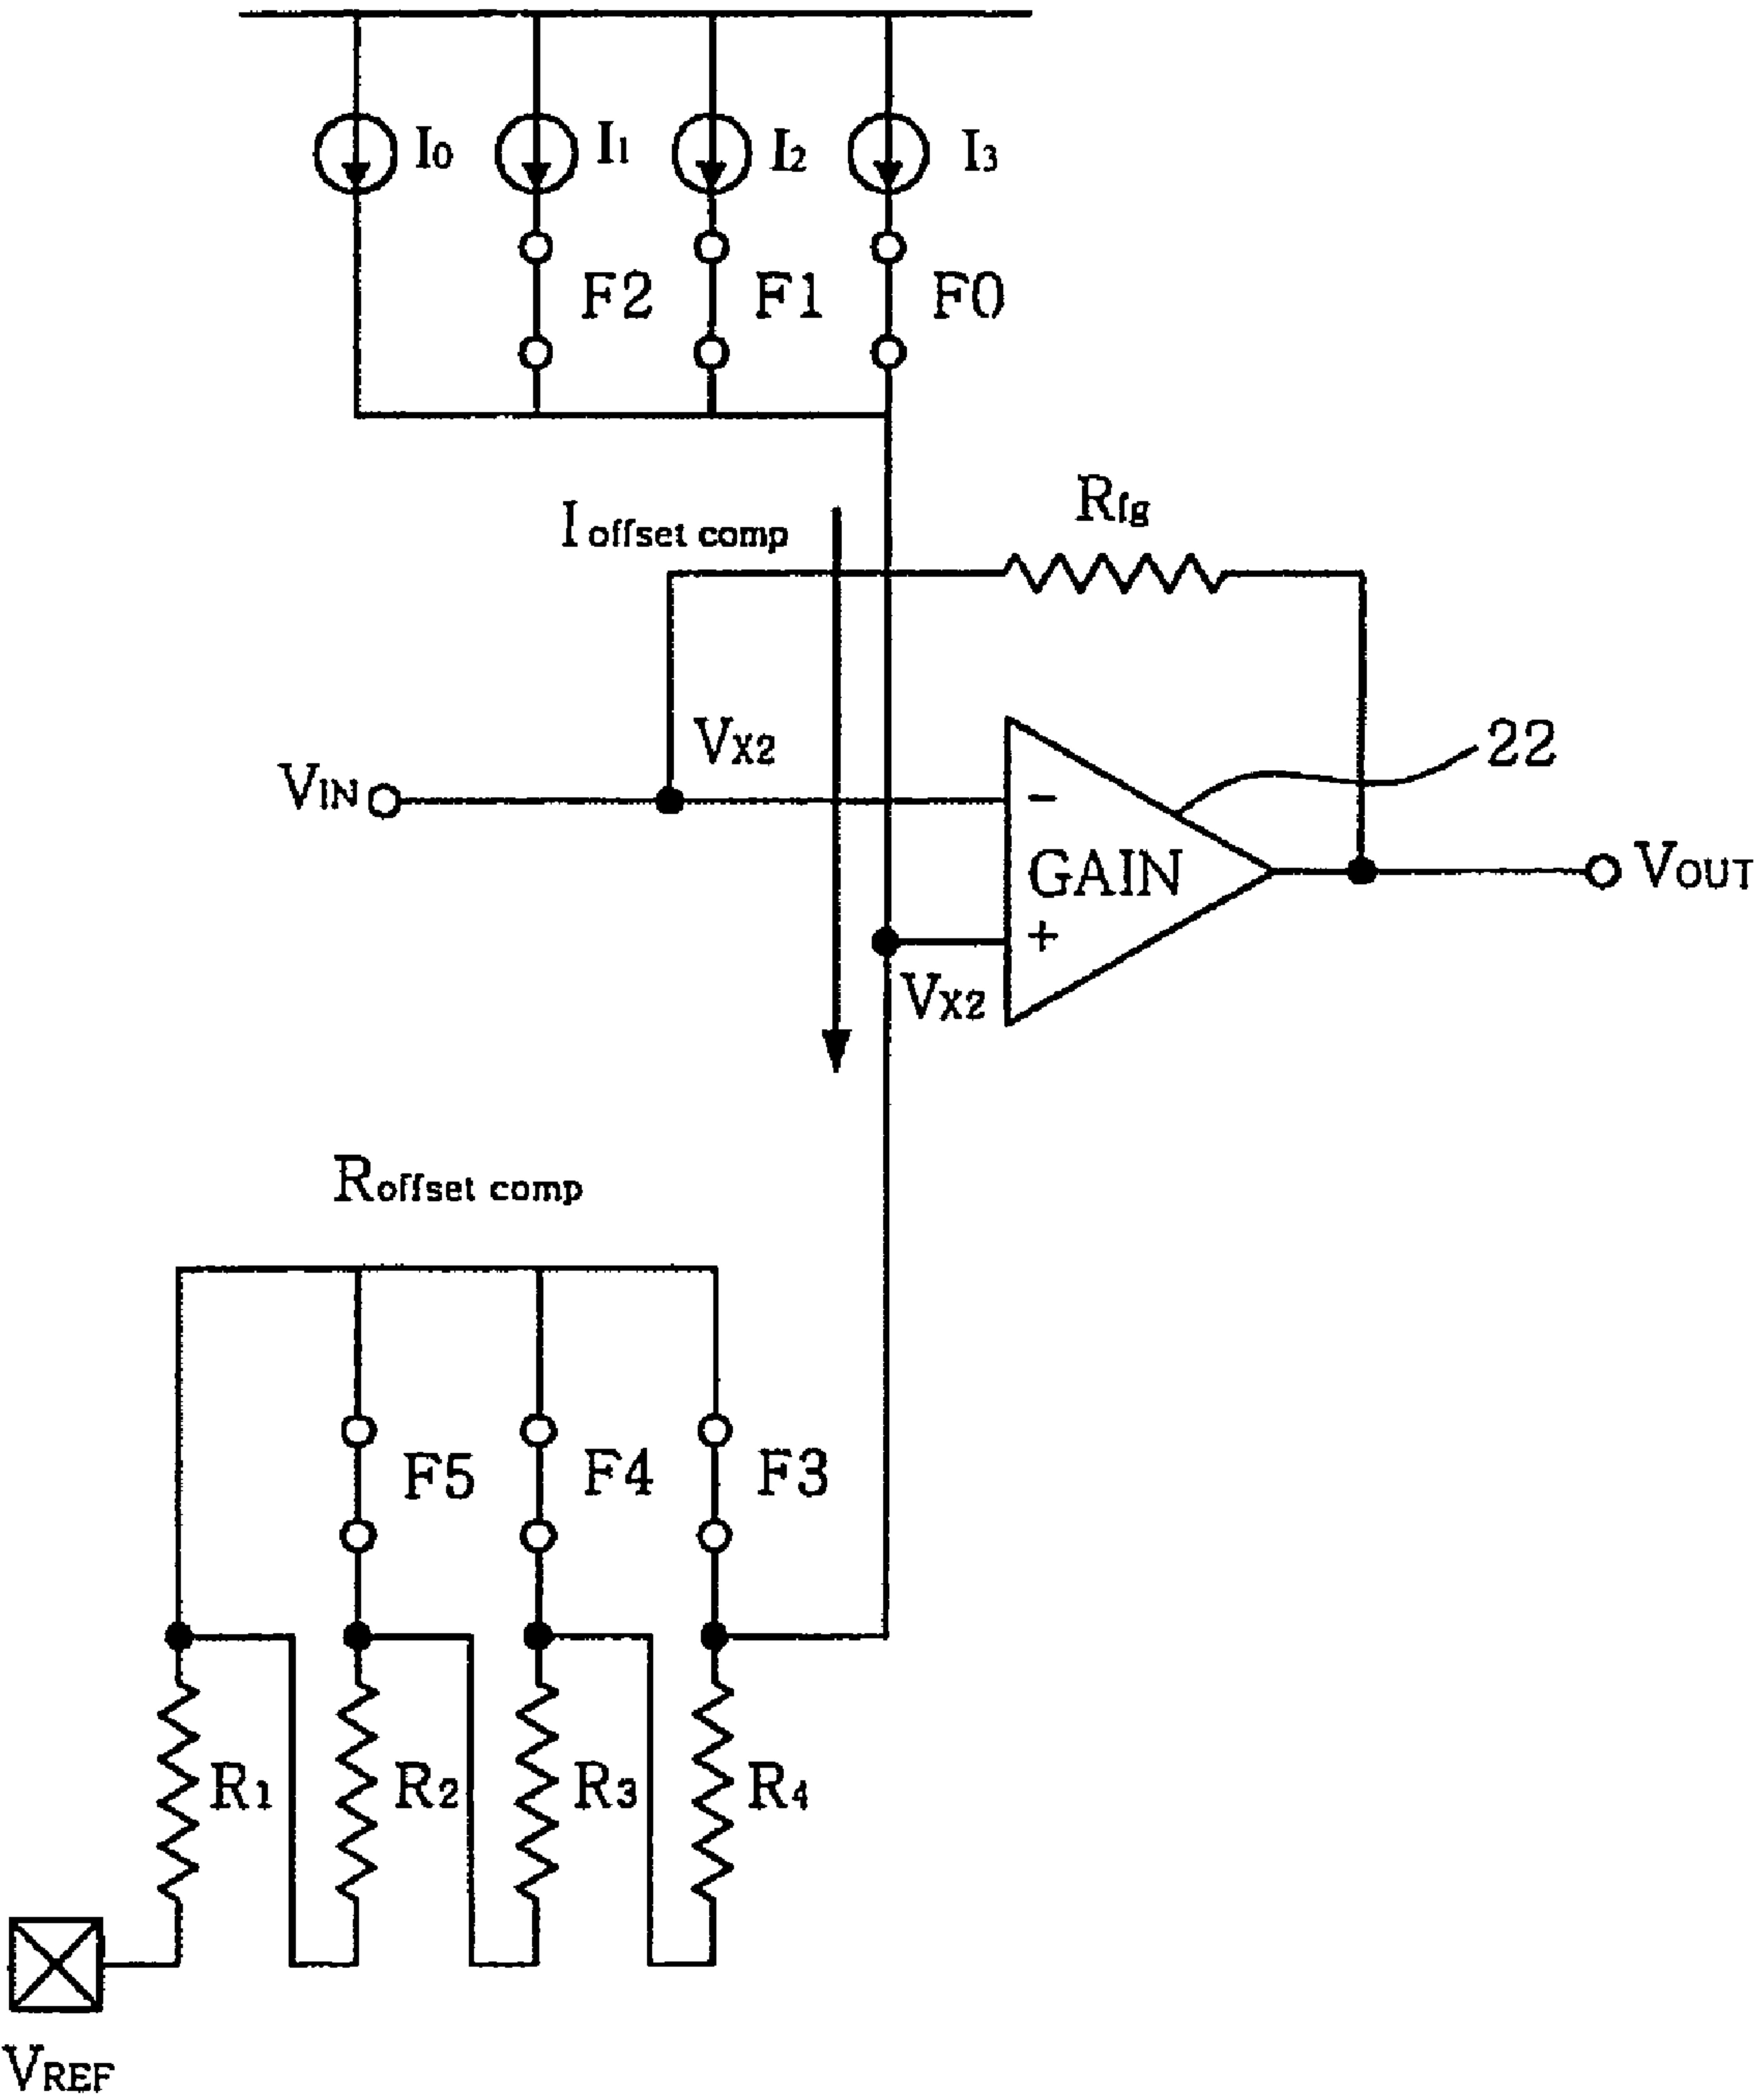 I0 I1 I2 I3
F2 F1 F0
I offset comp
Rfg
VX2
22
VIN
-
GAIN
VOUT
+
VX2
Roffset comp
F5 F4 F3
R1 R2 R3 R4
VREF